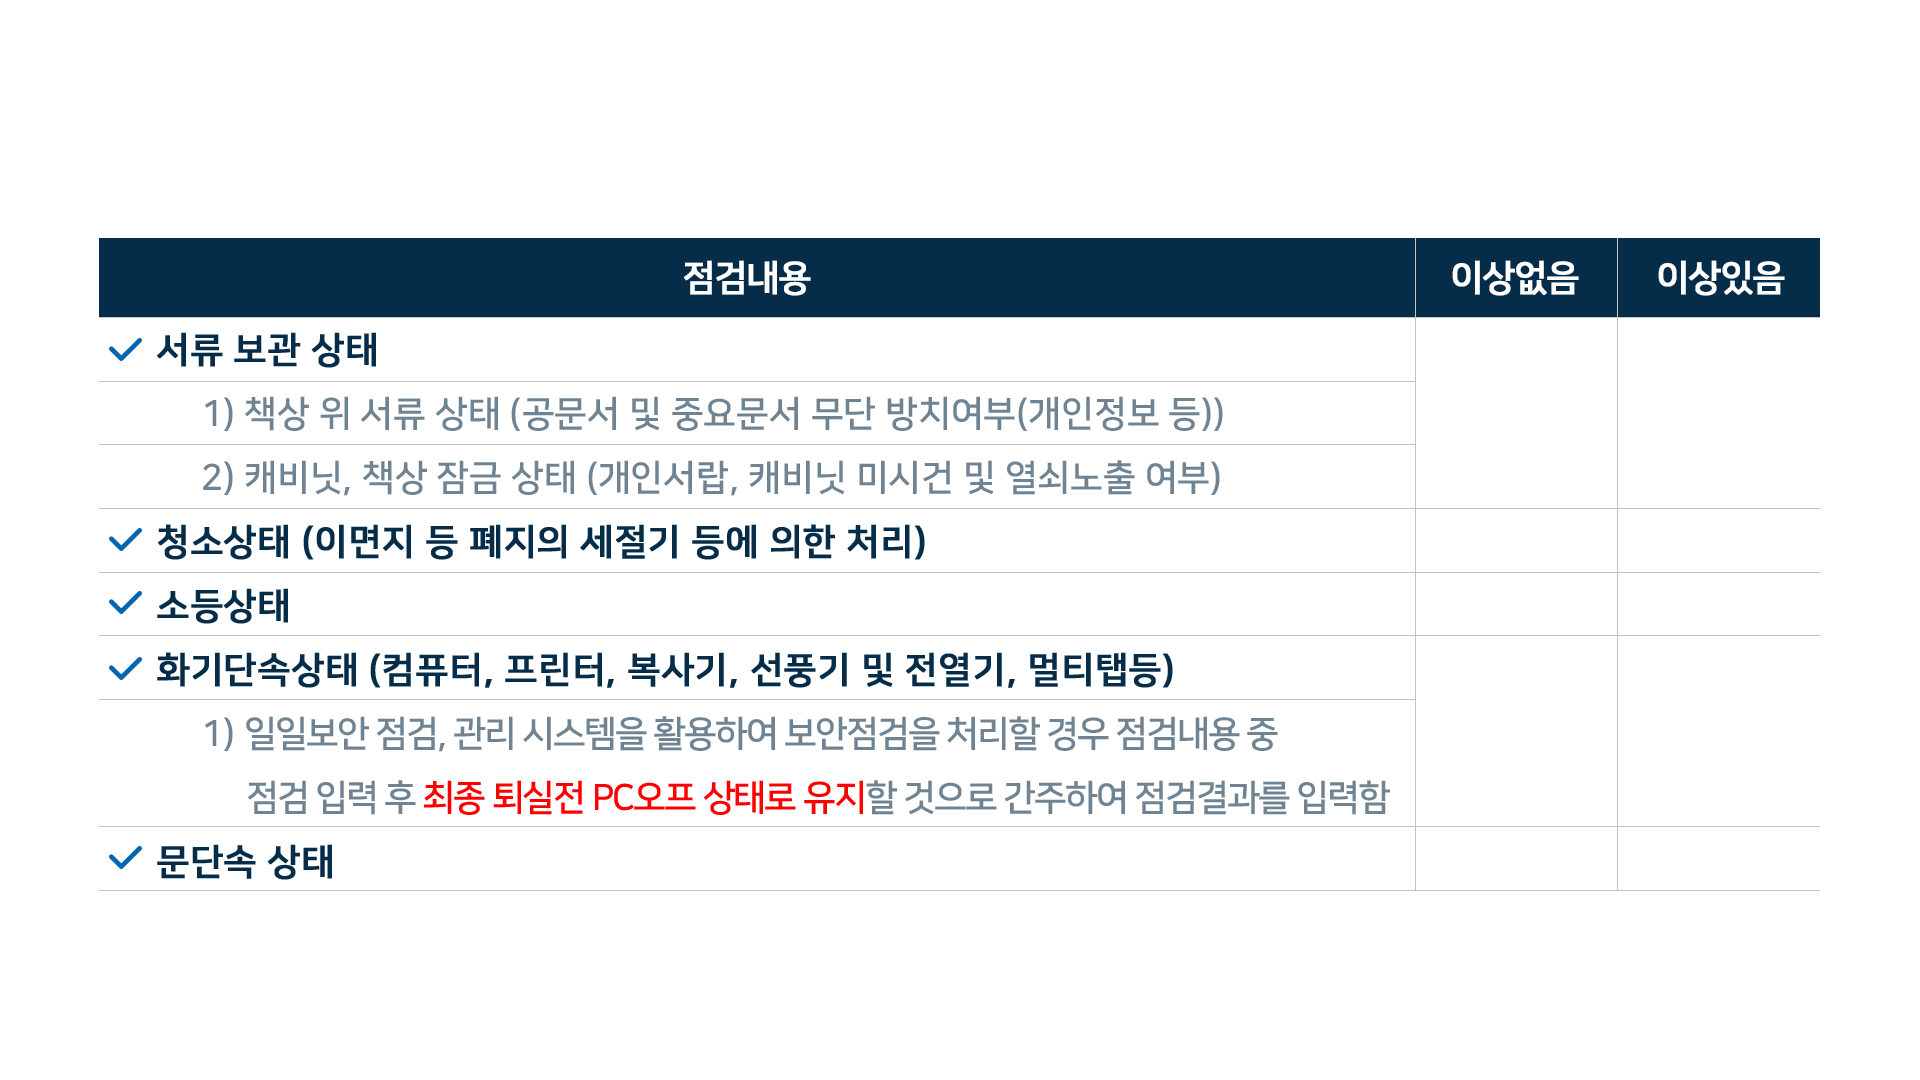 점검내용 이상없음 이상있음
서류 보관 상태
1) 책상 위 서류 상태 (공문서 및 중요문서 무단 방치여부(개인정보 등))
2) 캐비닛, 책상 잠금 상태 (개인서랍, 캐비닛 미시건 및 열쇠노출 여부)
청소상태 (이면지 등 폐지의 세절기 등에 의한 처리)
소등상태
화기단속상태 (컴퓨터, 프린터, 복사기, 선풍기 및 전열기, 멀티탭등)
1) 일일보안 점검, 관리 시스템을 활용하여 보안점검을 처리할 경우 점검내용 중
점검 입력 후 최종 퇴실전 PC오프 상태로 유지할 것으로 간주하여 점검결과를 입력함
문단속 상태